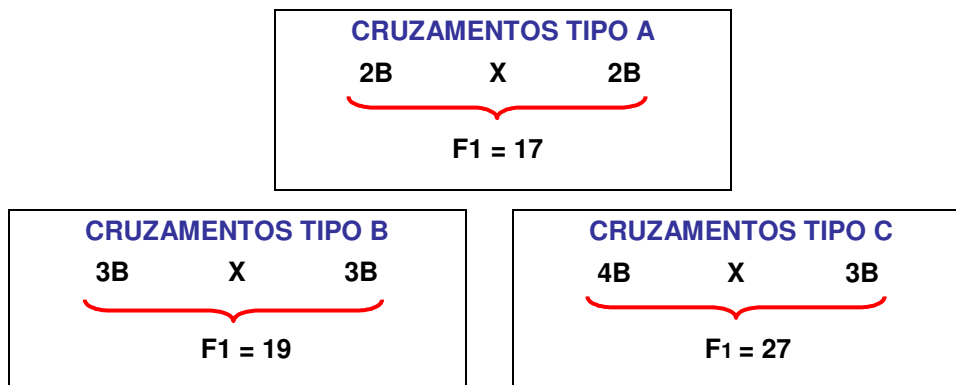 CRUZAMENTOS TIPO A
2B X 2B
F1 = 17
CRUZAMENTOS TIPO B
3B X 3B
F1 = 19
CRUZAMENTOS TIPO C
4B X 3B
F1 = 27